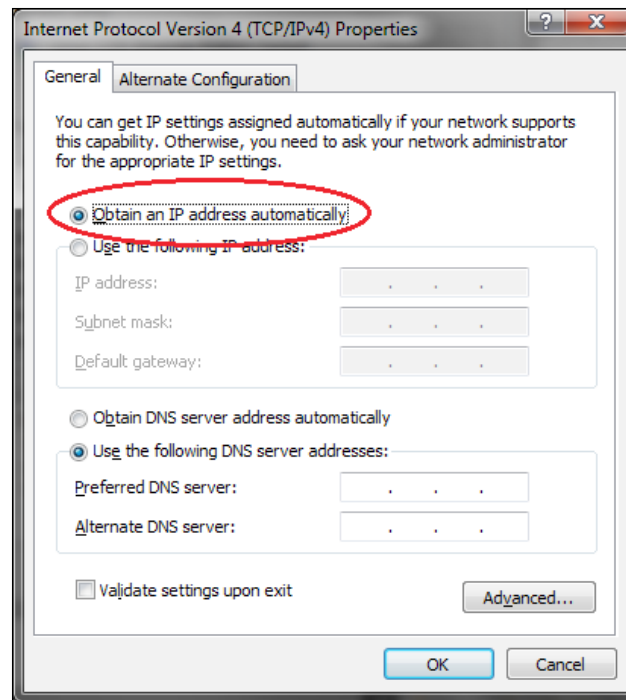 Internet Protocol Version 4 (TCP/IPv4) Properties
General
Alternate Configuration
You can get IP settings assigned automatically if your network supports
this capability. Otherwise, you need to ask your network administrator
for the appropriate IP settings.
Obtain an IP address automatically
Use the following IP address:
IP address:
Subnet mask:
Default gateway:
Obtain DNS server address automatically
Use the following DNS server addresses:
Preferred DNS server:
Alternate DNS server:
Validate settings upon exit
Advanced...
OK
Cancel